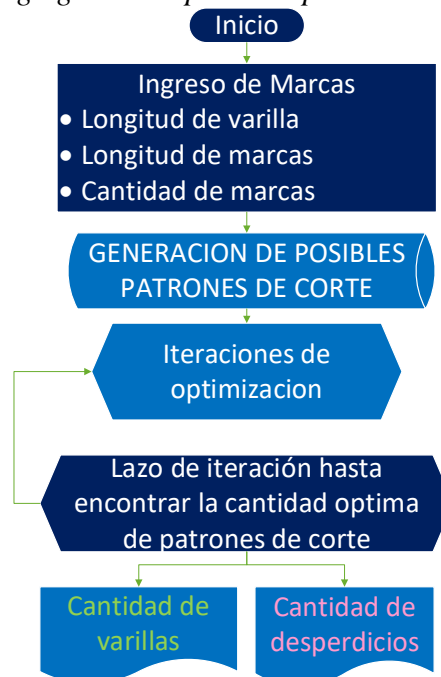 Inicio
Ingreso de Marcas
• Longitud de varilla
• Longitud de marcas
• Cantidad de marcas
GENERACION DE POSIBLES
PATRONES DE CORTE
Iteraciones de
optimizacion
Lazo de iteración hasta
encontrar la cantidad optima
de patrones de corte
Cantidad de
varillas
Cantidad de
desperdicios